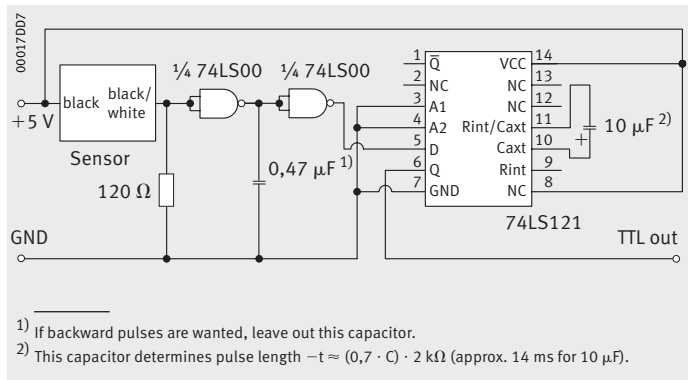 00017DD7
¼ 74LS00 ¼ 74LS00
+5 V
black
black/
white
Sensor
120 Ω
0,47 µF 1)
GND
1 Q̅ VCC 14
2 NC NC 13
3 A1 NC 12
4 A2 Rint/Caxt 11
5 D Caxt 10
6 Q Rint 9
7 GND NC 8
+
10 µF 2)
74LS121
TTL out
1) If backward pulses are wanted, leave out this capacitor.
2) This capacitor determines pulse length −t ≈ (0,7 · C) · 2 kΩ (approx. 14 ms for 10 µF).